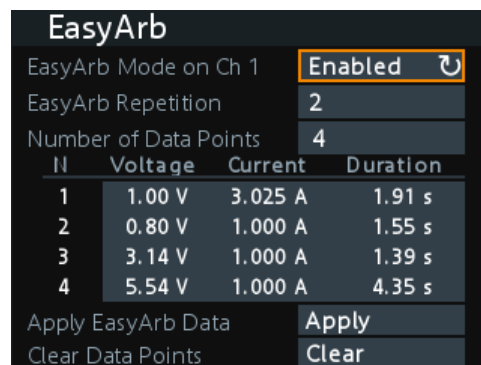 EasyArb
EasyArb Mode on Ch 1 Enabled
EasyArb Repetition 2
Number of Data Points 4
N Voltage Current Duration
1 1.00 V 3.025 A 1.91 s
2 0.80 V 1.000 A 1.55 s
3 3.14 V 1.000 A 1.39 s
4 5.54 V 1.000 A 4.35 s
Apply EasyArb Data Apply
Clear Data Points Clear